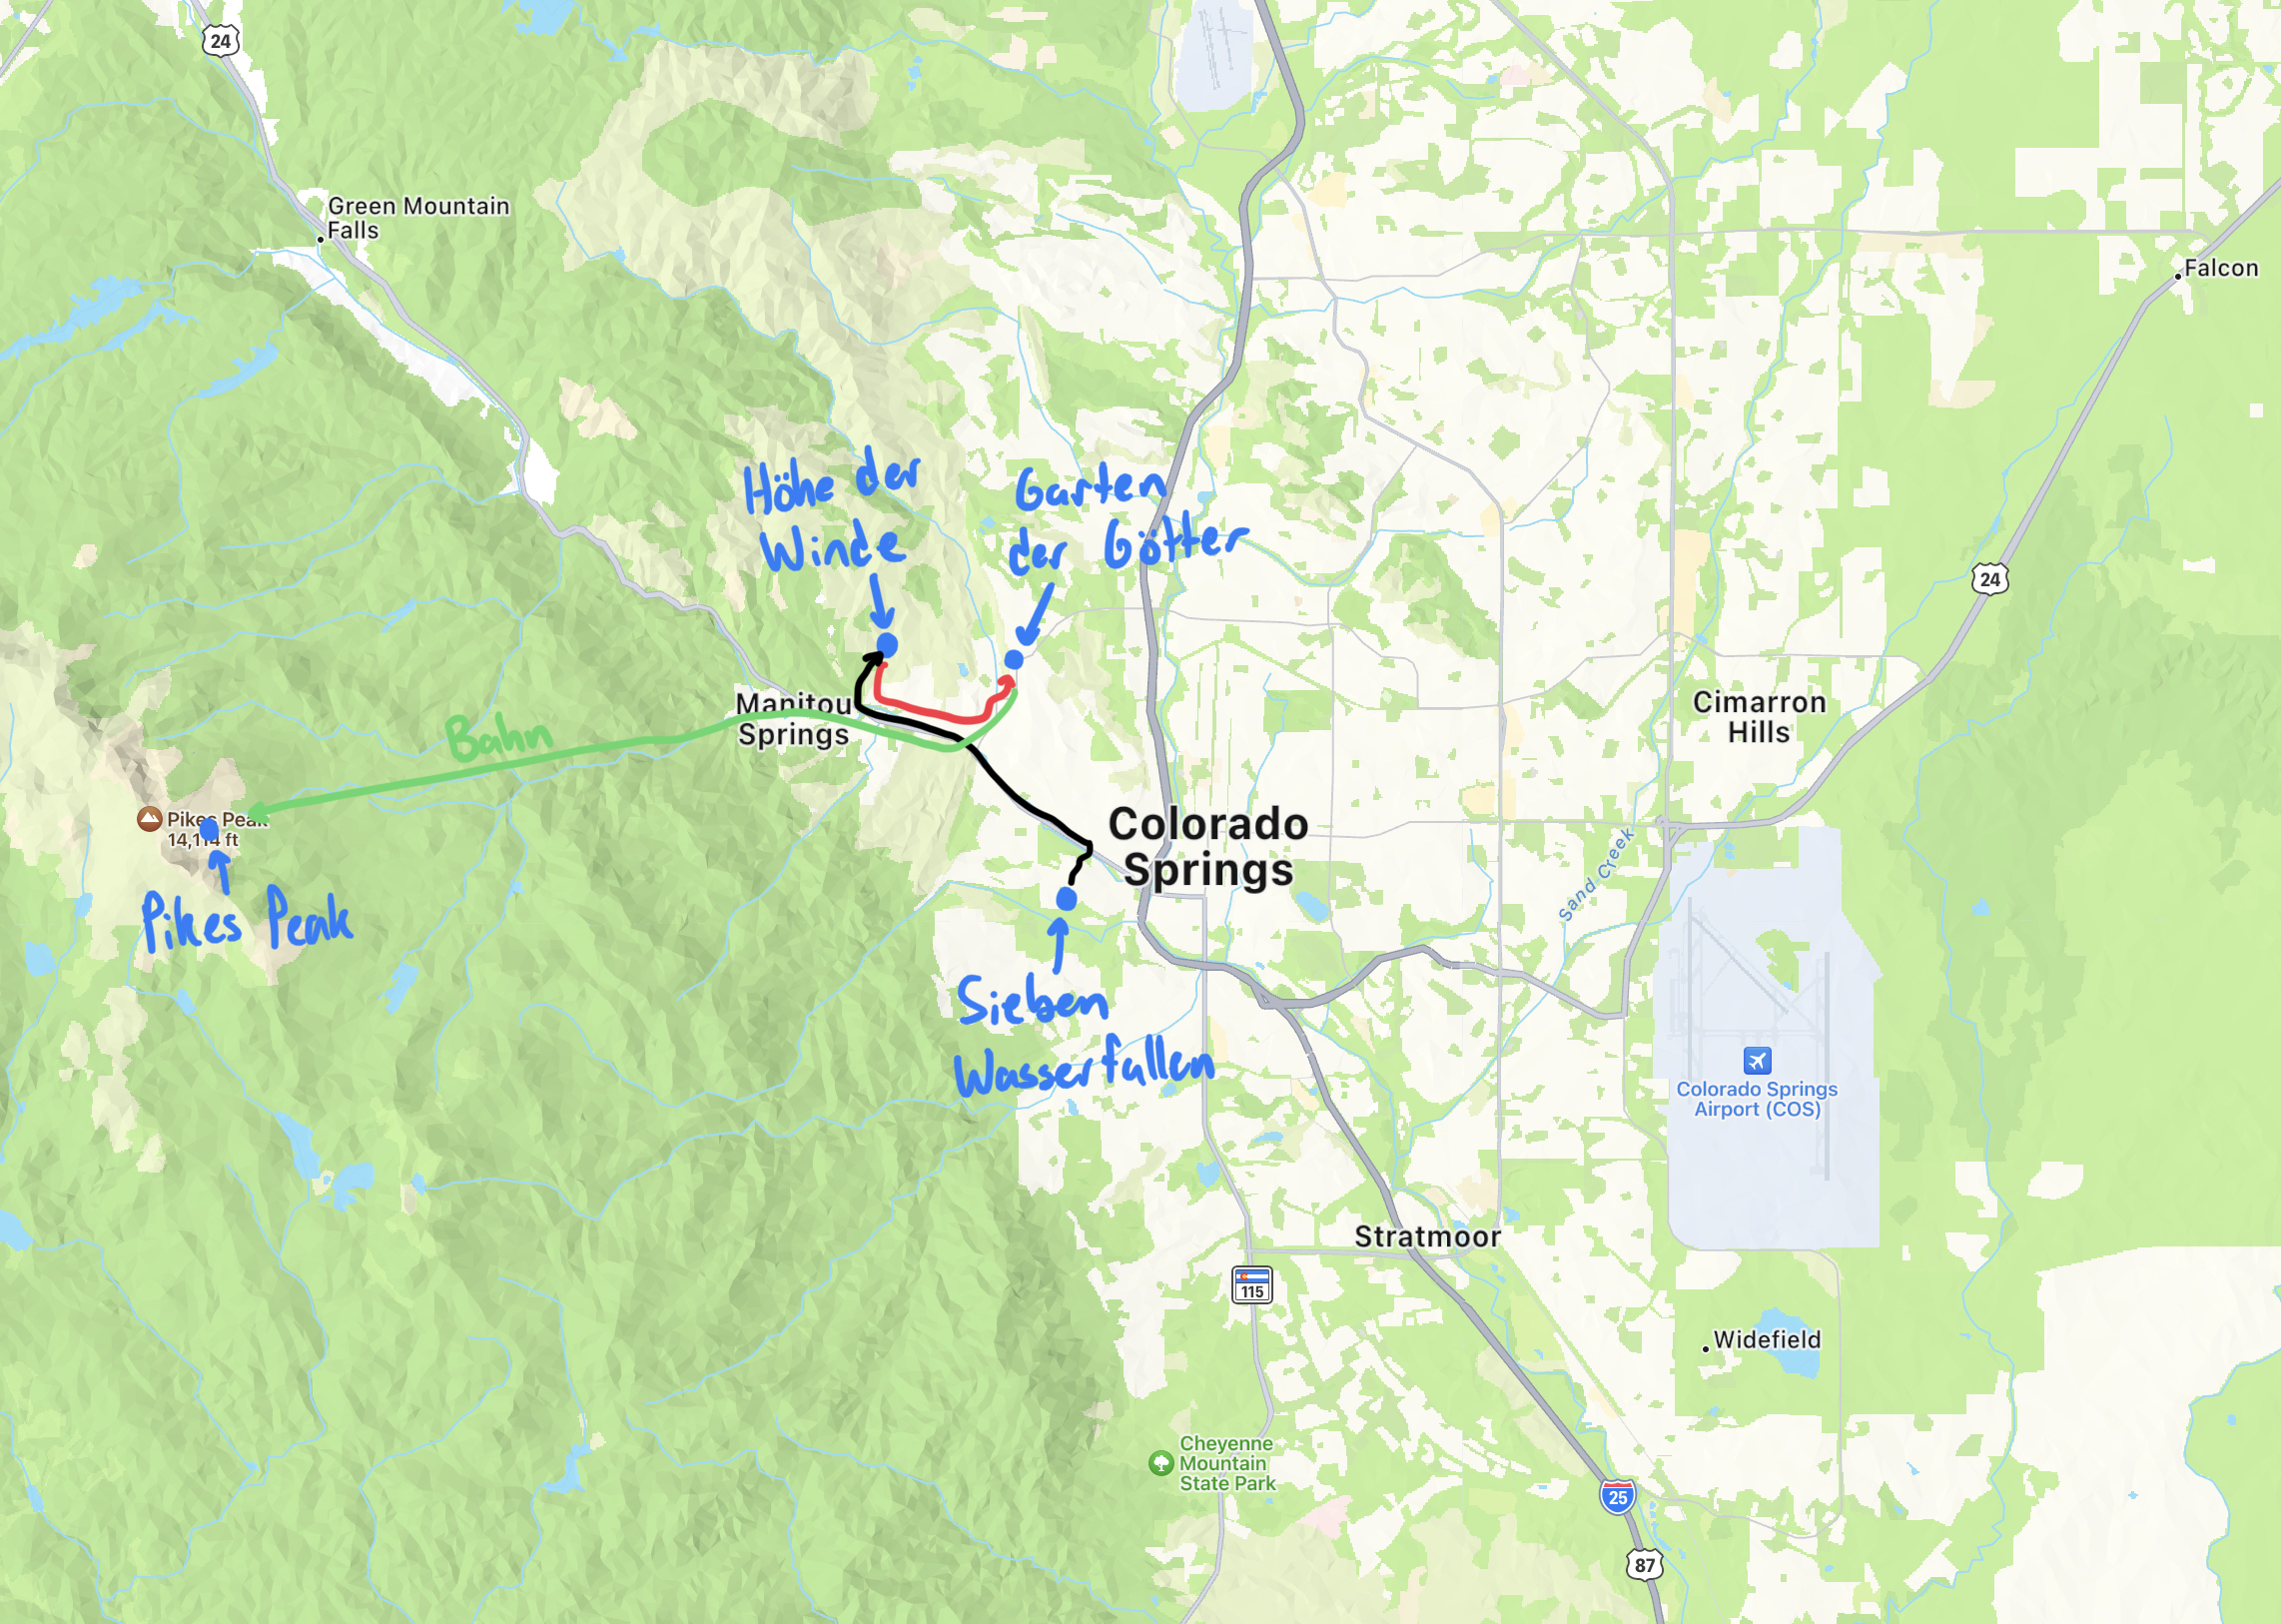 24
Green Mountain
Falls
Falcon
Höhe der
Winde
Garten
der Götter
24
Manitou
Springs
Cimarron
Hills
Bahn
Pikes Peak
14,114 ft
Colorado
Springs
Sand Creek
Pikes Peak
Sieben
Wasserfallen
Colorado Springs
Airport (COS)
Stratmoor
115
Widefield
Cheyenne
Mountain
State Park
25
87